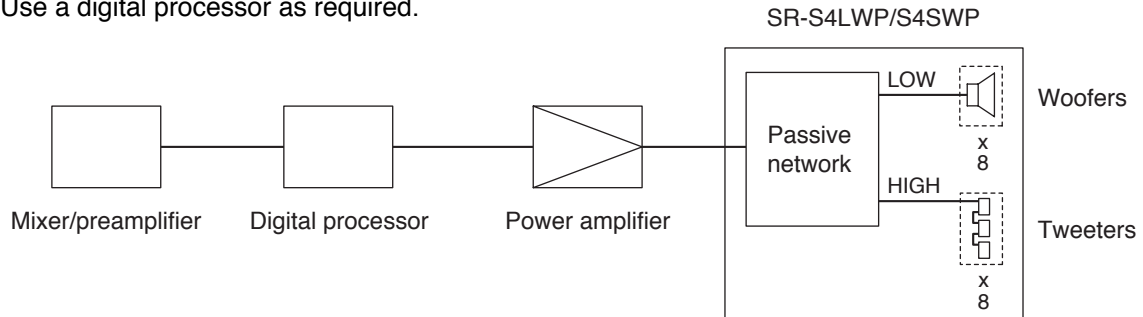 Use a digital processor as required.
SR-S4LWP/S4SWP
LOW
Woofers
x
8
Passive
network
HIGH
Mixer/preamplifier
Digital processor
Power amplifier
Tweeters
x
8